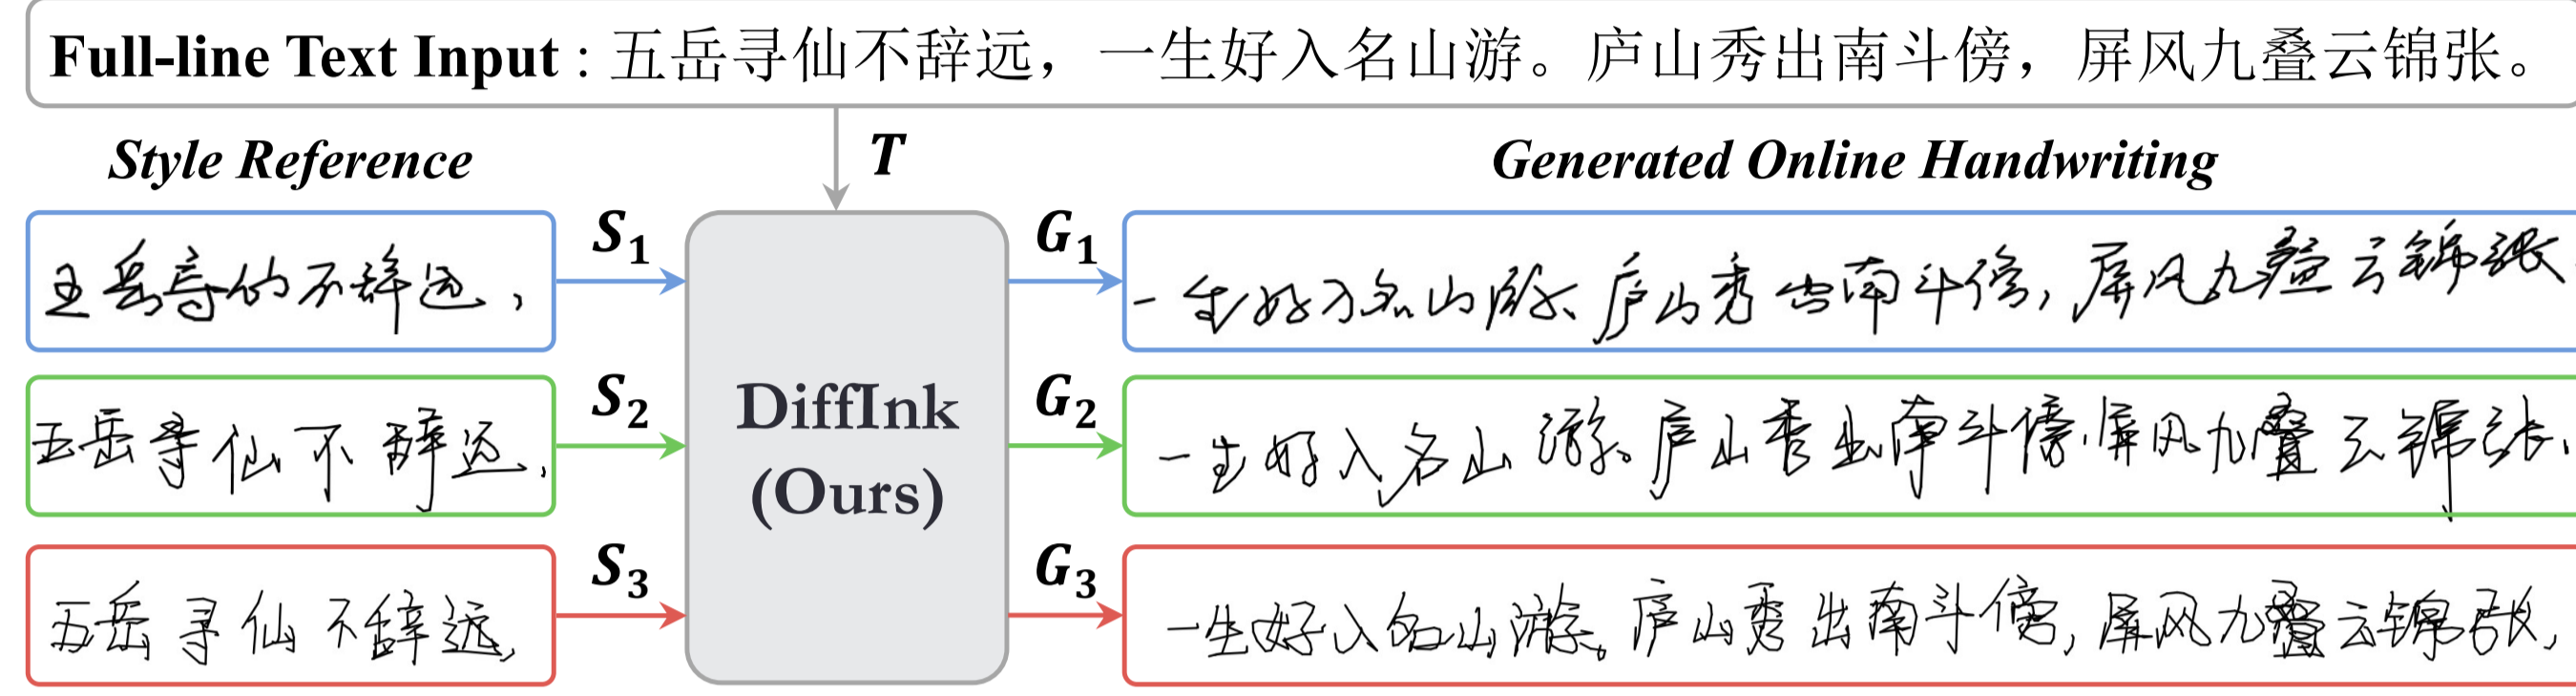 Full-line Text Input : 五岳寻仙不辞远，一生好入名山游。庐山秀出南斗傍，屏风九叠云锦张。
T
Style Reference
Generated Online Handwriting
S1
G1
五岳寻仙不辞远，
一生好入名山游。庐山秀出南斗傍，屏风九叠云锦张
DiffInk
(Ours)
S2
G2
五岳寻仙不辞远，
一生好入名山游。庐山秀出南斗傍，屏风九叠云锦张，
S3
G3
五岳寻仙不辞远，
一生好入名山游。庐山秀出南斗傍，屏风九叠云锦张，